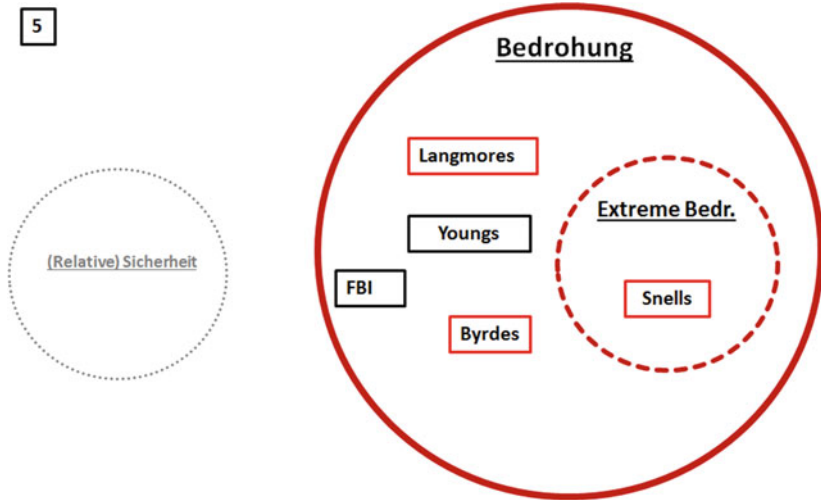 5
Bedrohung
Langmores
Extreme Bedr.
Youngs
(Relative) Sicherheit
FBI
Snells
Byrdes